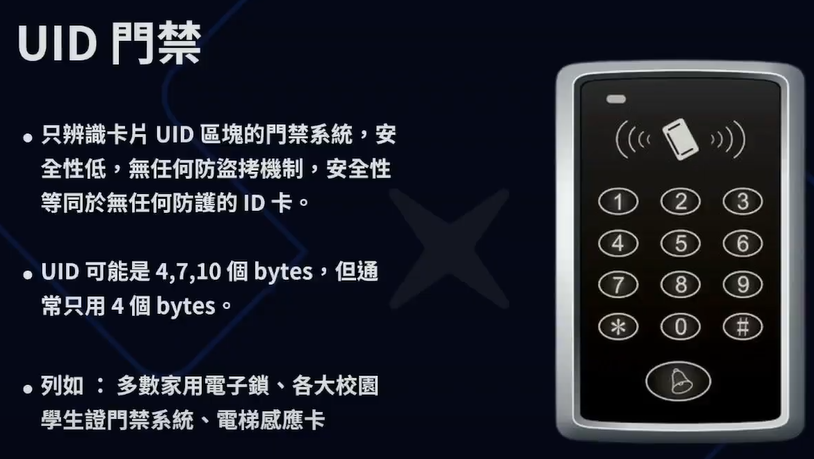 UID 門禁
● 只辨識卡片 UID 區塊的門禁系統，安
全性低，無任何防盜拷機制，安全性
等同於無任何防護的 ID 卡。
● UID 可能是 4,7,10 個 bytes，但通
常只用 4 個 bytes。
● 列如 ： 多數家用電子鎖、各大校園
學生證門禁系統、電梯感應卡
1 2 3
4 5 6
7 8 9
* 0 #